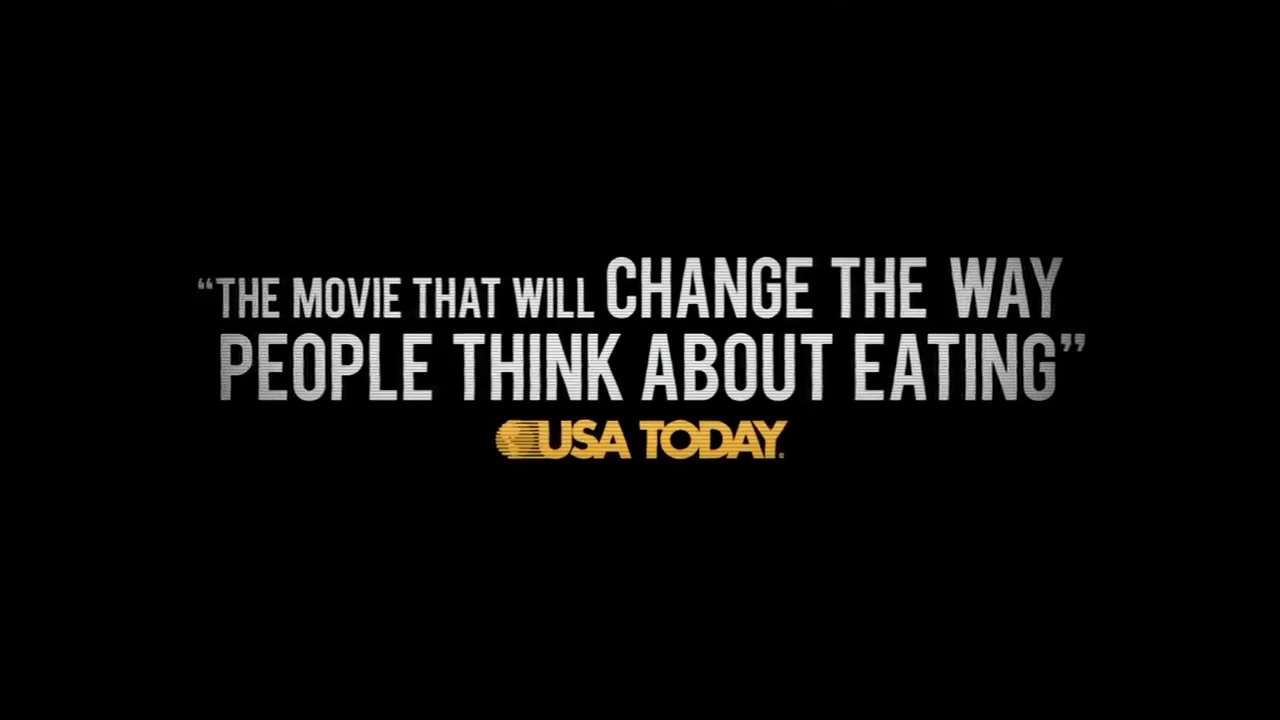 “THE MOVIE THAT WILL CHANGE THE WAY
PEOPLE THINK ABOUT EATING”
USA TODAY.